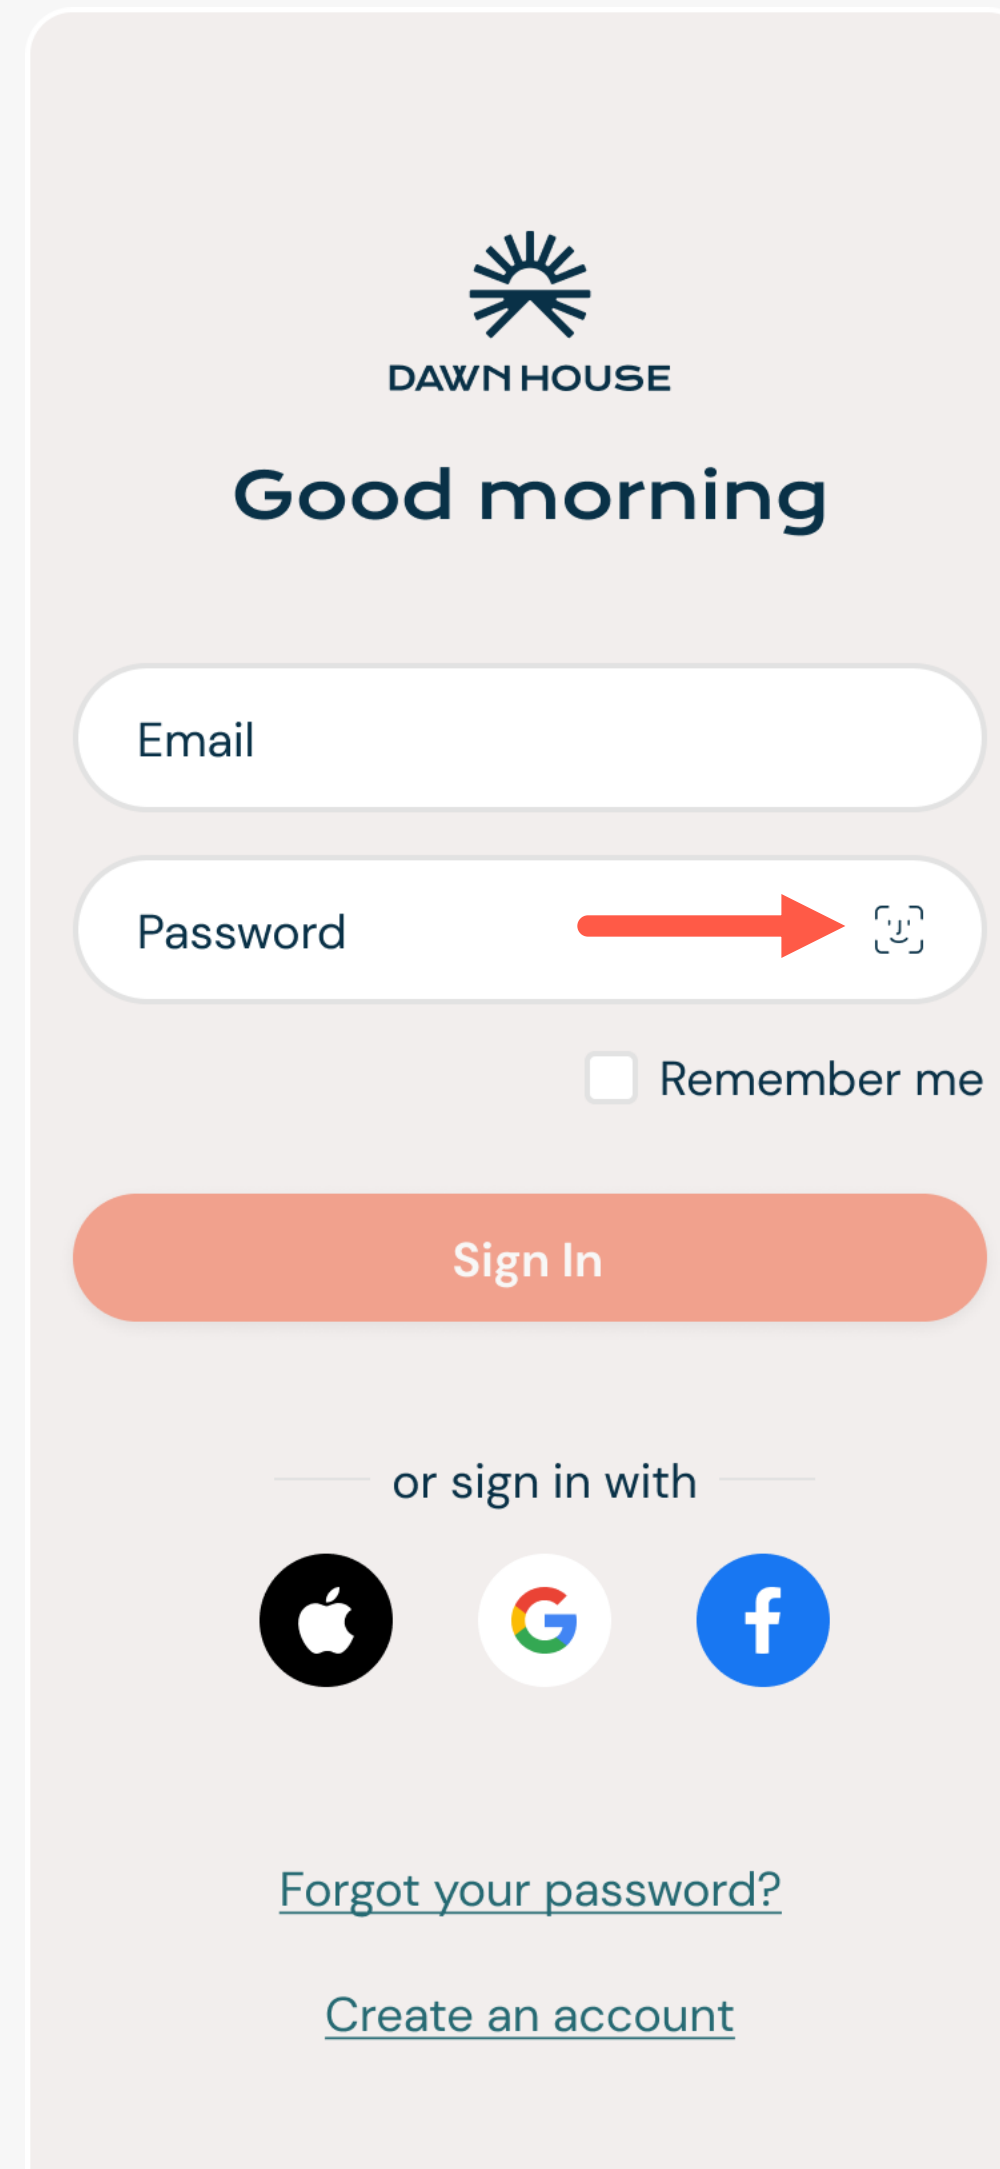 DAWN HOUSE
Good morning
Email
Password
Remember me
Sign In
or sign in with
Forgot your password?
Create an account